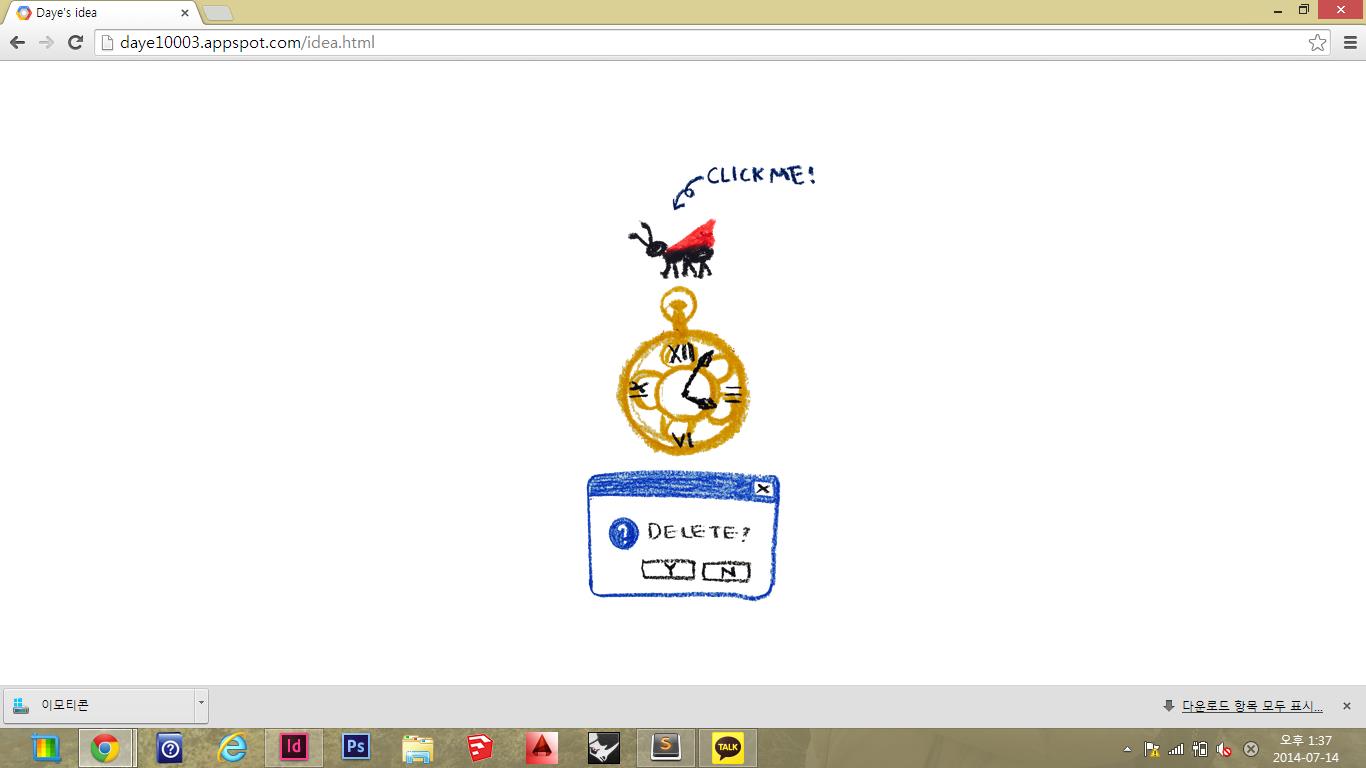 Daye's idea
daye10003.appspot.com/idea.html
CLICK ME!
XII
III
VI
IX
DELETE?
Y N
이모티콘
다운로드 항목 모두 표시...
Id
Ps
S
TALK
오후 1:37
2014-07-14